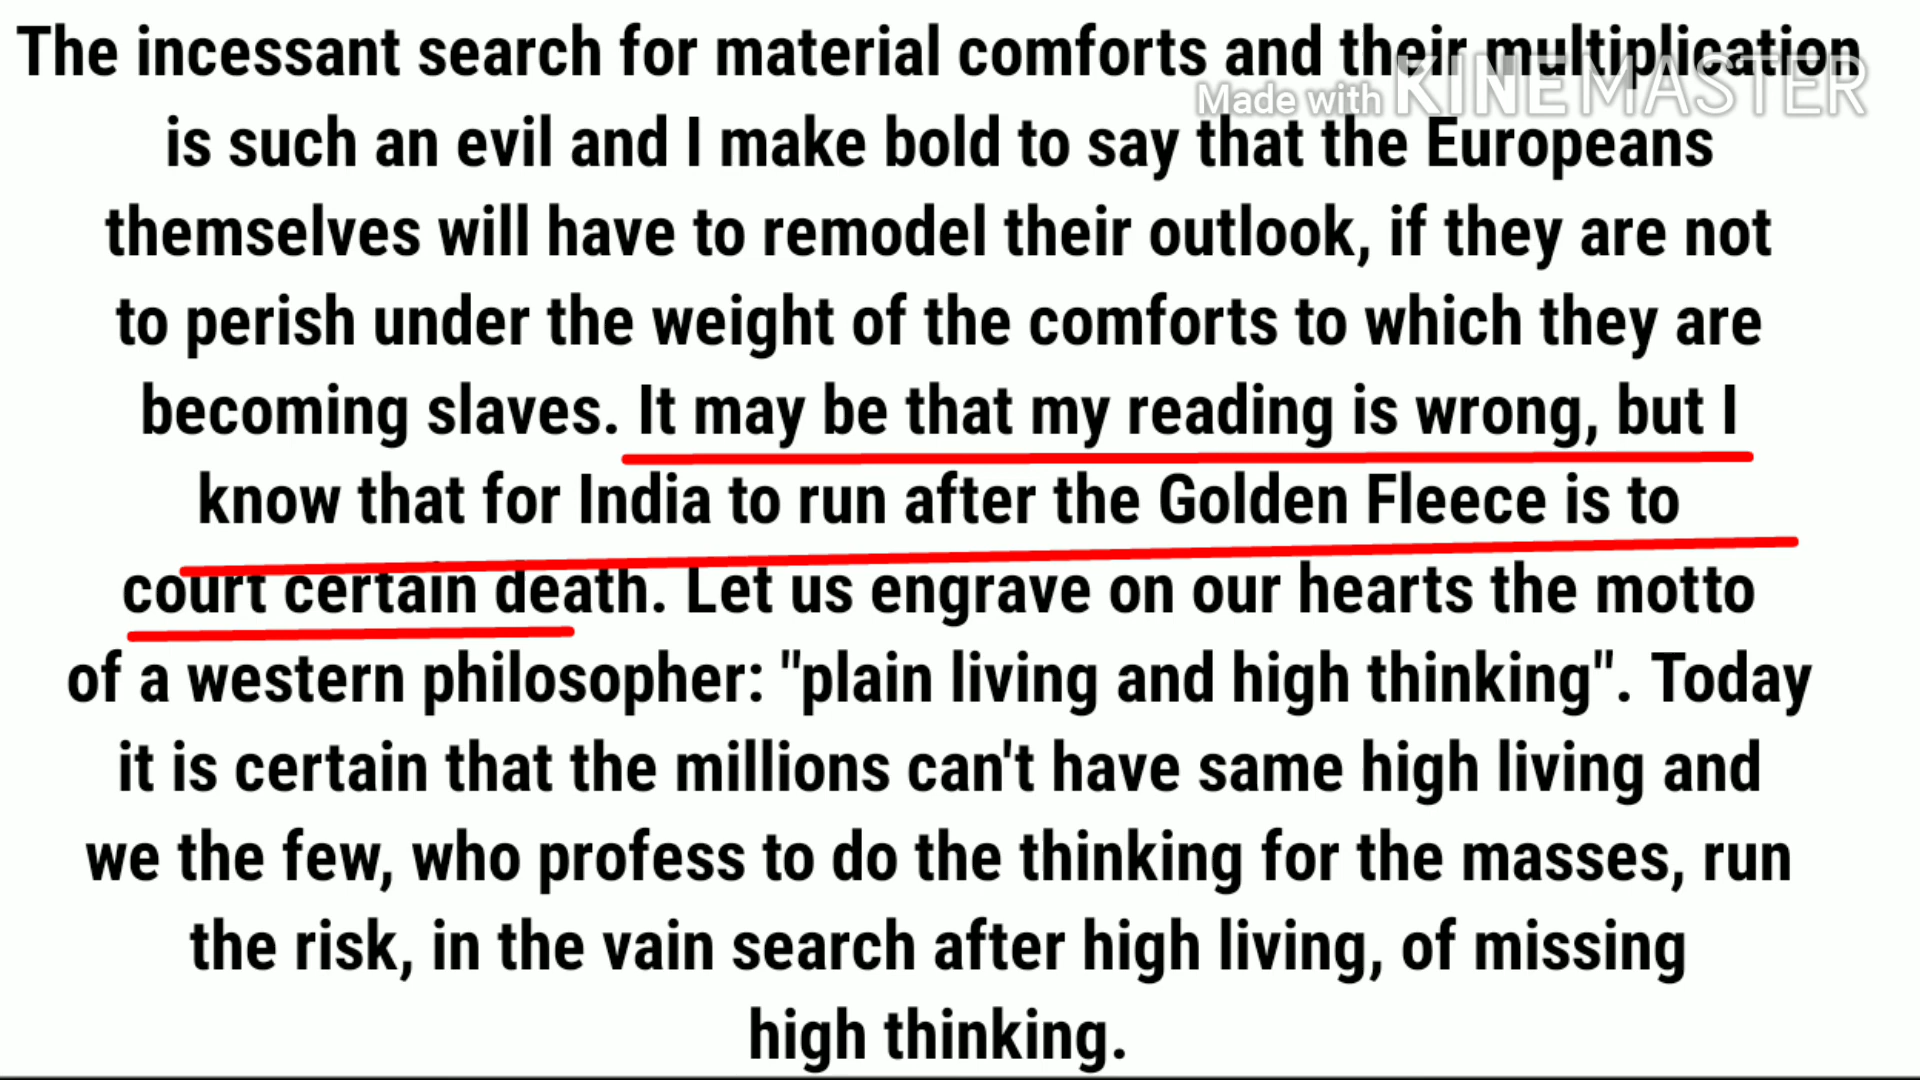 The incessant search for material comforts and their multiplication
Made with KINEMASTER
is such an evil and I make bold to say that the Europeans
themselves will have to remodel their outlook, if they are not
to perish under the weight of the comforts to which they are
becoming slaves. It may be that my reading is wrong, but I
know that for India to run after the Golden Fleece is to
court certain death. Let us engrave on our hearts the motto
of a western philosopher: "plain living and high thinking". Today
it is certain that the millions can't have same high living and
we the few, who profess to do the thinking for the masses, run
the risk, in the vain search after high living, of missing
high thinking.